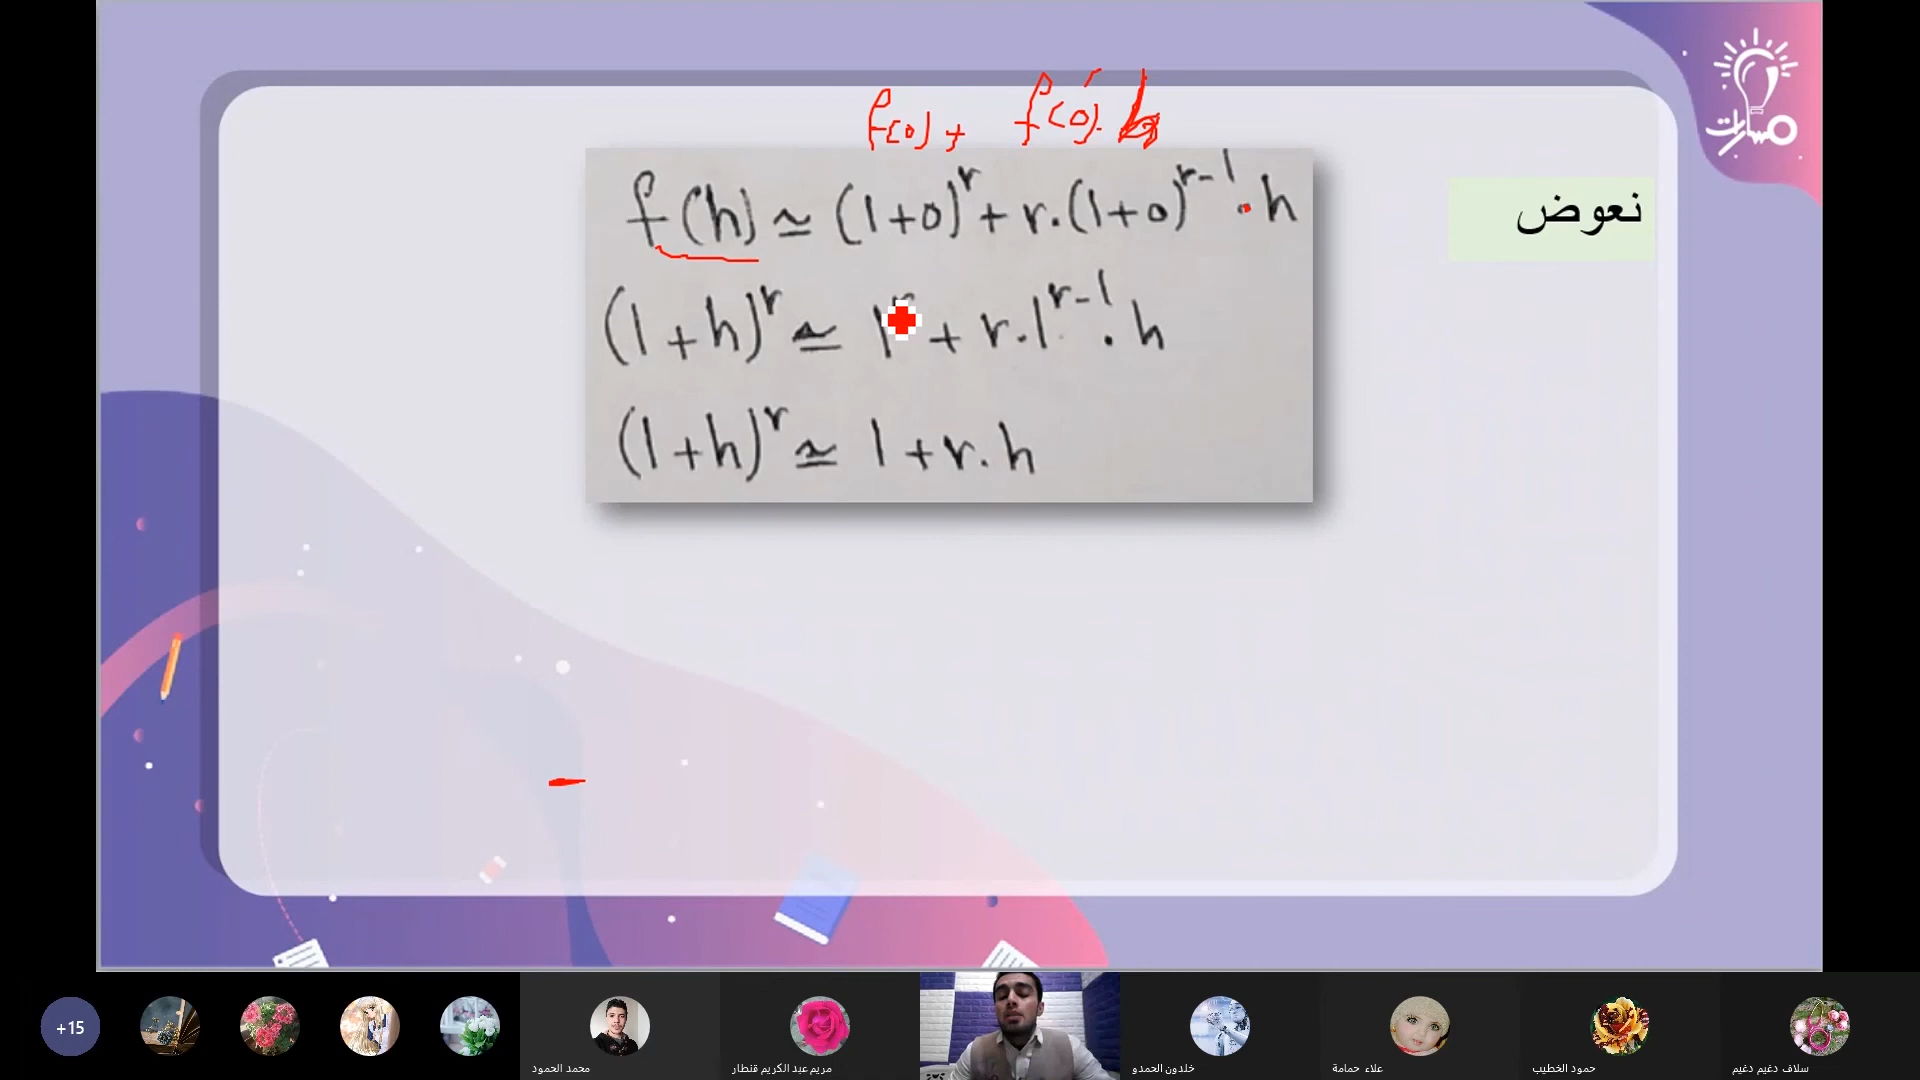 مسارات
f(0) + f'(0) . h
نعوض
f(h) ≃ (1+0)^r + r.(1+0)^{r-1} . h
(1+h)^r ≃ 1^r + r.1^{r-1} . h
(1+h)^r ≃ 1 + r.h
+15
محمد الحمود
مريم عبد الكريم قنطار
خلدون الحمدو
علاء حمامة
حمود الخطيب
سلاف دغيم دغيم